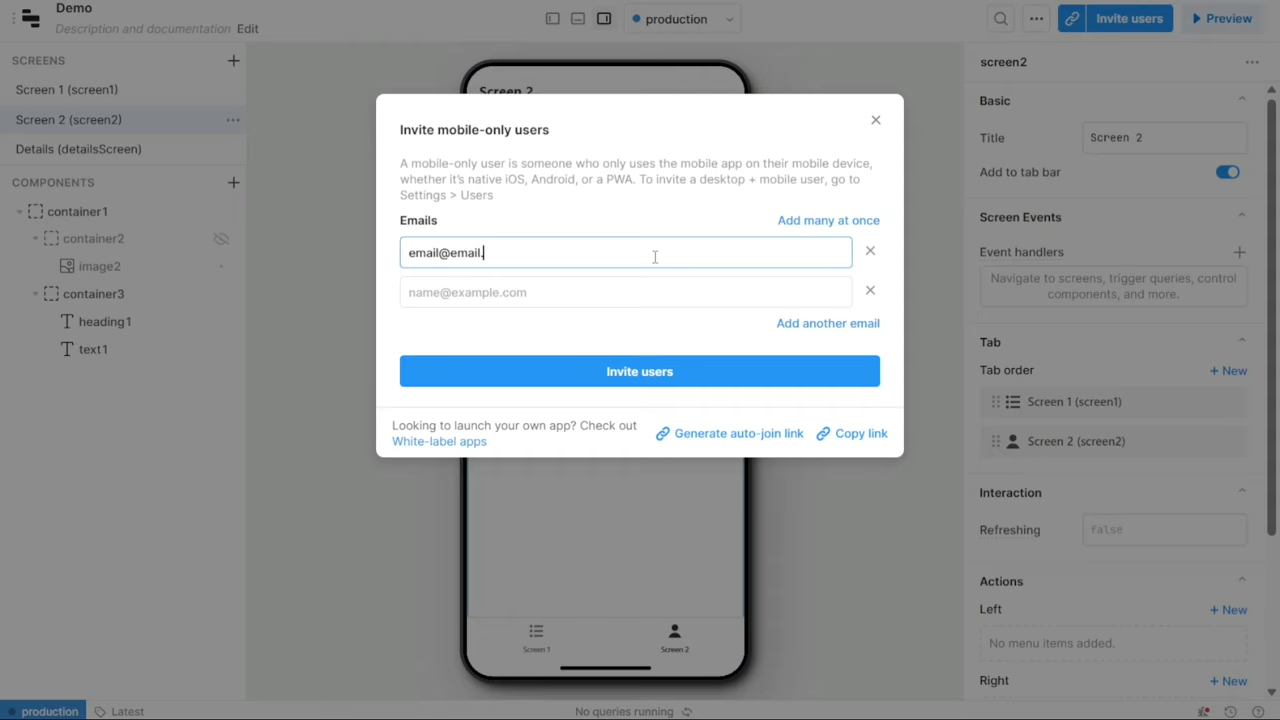 Demo
Description and documentation Edit
production
Invite users
Preview
SCREENS
Screen 1 (screen1)
Screen 2 (screen2)
Details (detailsScreen)
COMPONENTS
container1
container2
image2
container3
heading1
text1
Screen 2
Invite mobile-only users
A mobile-only user is someone who only uses the mobile app on their mobile device,
whether it's native iOS, Android, or a PWA. To invite a desktop + mobile user, go to
Settings > Users
Emails
Add many at once
email@email.
name@example.com
Add another email
Invite users
Looking to launch your own app? Check out
White-label apps
Generate auto-join link
Copy link
Screen 1
Screen 2
screen2
Basic
Title
Screen 2
Add to tab bar
Screen Events
Event handlers
Navigate to screens, trigger queries, control
components, and more.
Tab
Tab order
+ New
Screen 1 (screen1)
Screen 2 (screen2)
Interaction
Refreshing
false
Actions
Left
+ New
No menu items added.
Right
+ New
production
Latest
No queries running